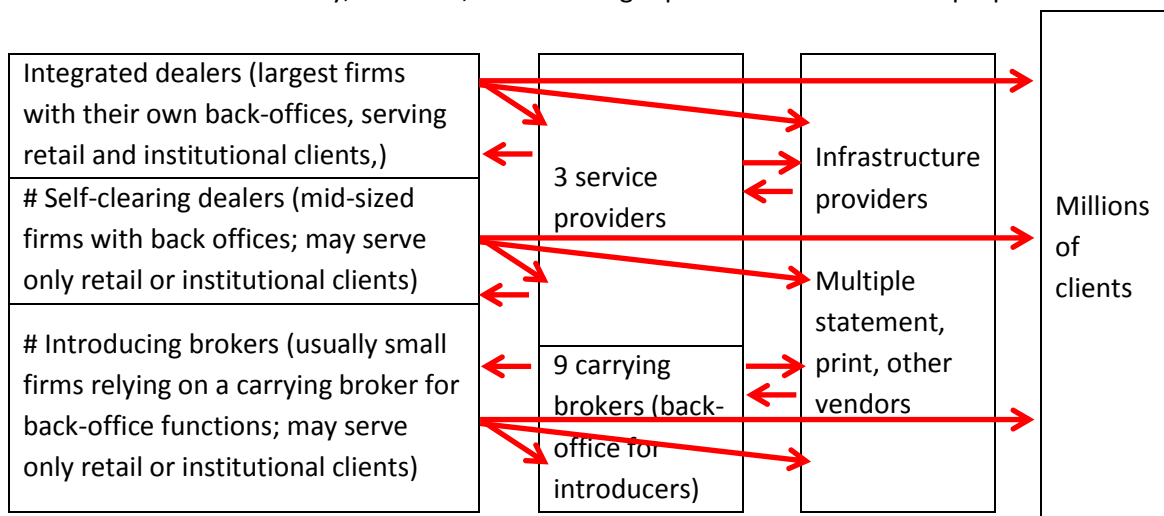 Integrated dealers (largest firms
with their own back-offices, serving
retail and institutional clients,)
# Self-clearing dealers (mid-sized
firms with back offices; may serve
only retail or institutional clients)
# Introducing brokers (usually small
firms relying on a carrying broker for
back-office functions; may serve
only retail or institutional clients)
3 service
providers
9 carrying
brokers (back-
office for
introducers)
Infrastructure
providers
Multiple
statement,
print, other
vendors
Millions
of
clients